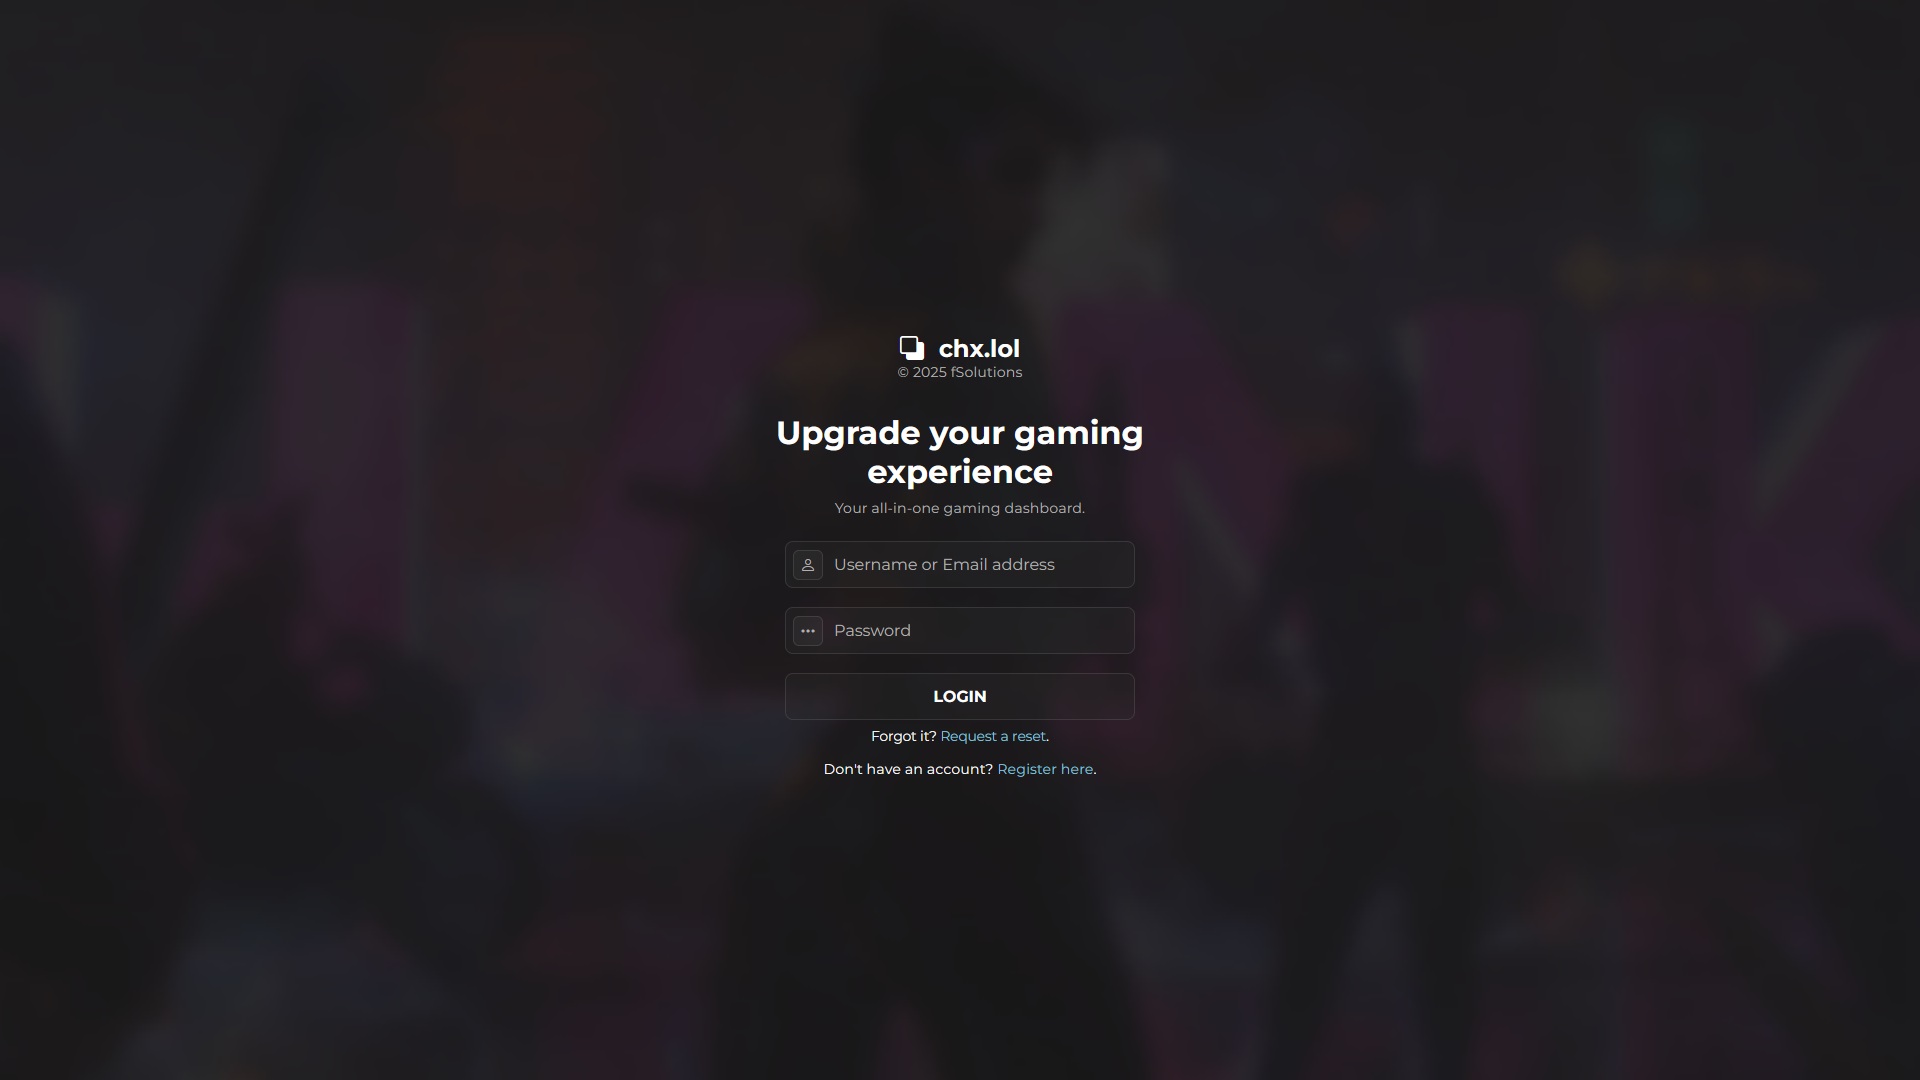 chx.lol
© 2025 fSolutions
Upgrade your gaming
experience
Your all-in-one gaming dashboard.
Username or Email address
Password
LOGIN
Forgot it? Request a reset.
Don't have an account? Register here.